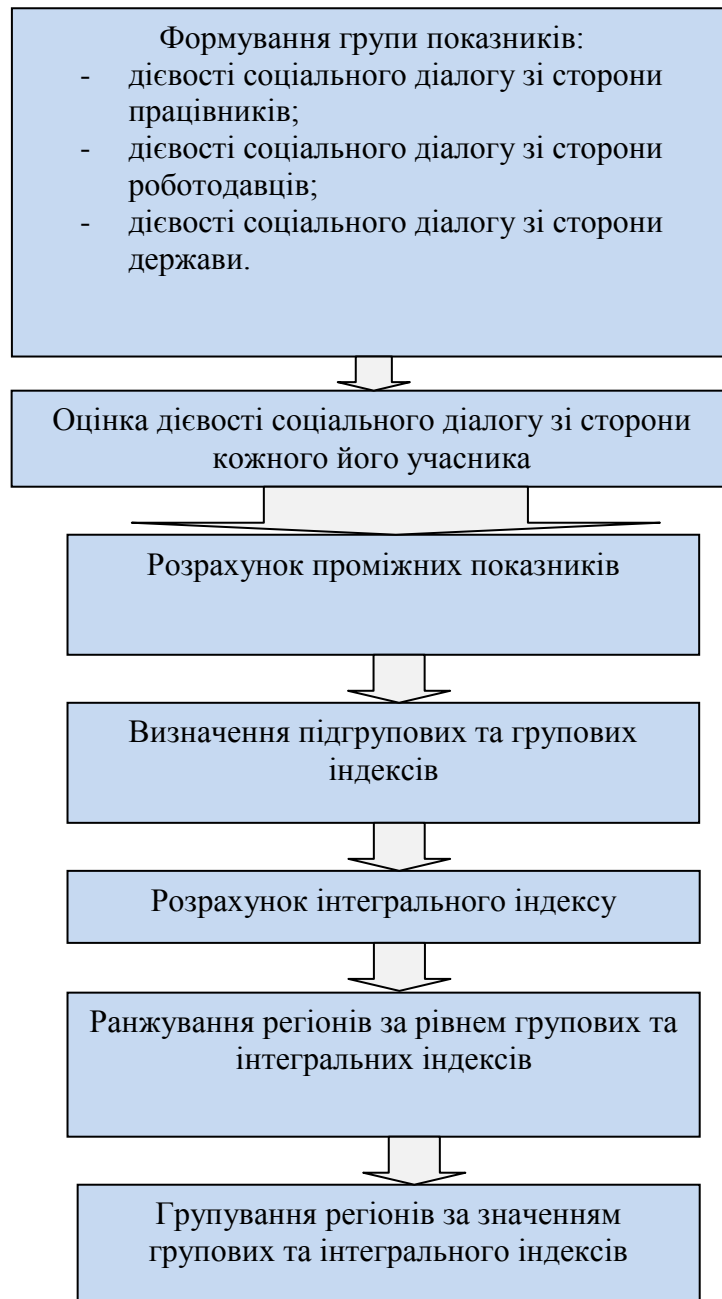 Формування групи показників:
- дієвості соціального діалогу зі сторони
працівників;
- дієвості соціального діалогу зі сторони
роботодавців;
- дієвості соціального діалогу зі сторони
держави.
Оцінка дієвості соціального діалогу зі сторони
кожного його учасника
Розрахунок проміжних показників
Визначення підгрупових та групових
індексів
Розрахунок інтегрального індексу
Ранжування регіонів за рівнем групових та
інтегральних індексів
Групування регіонів за значенням
групових та інтегрального індексів